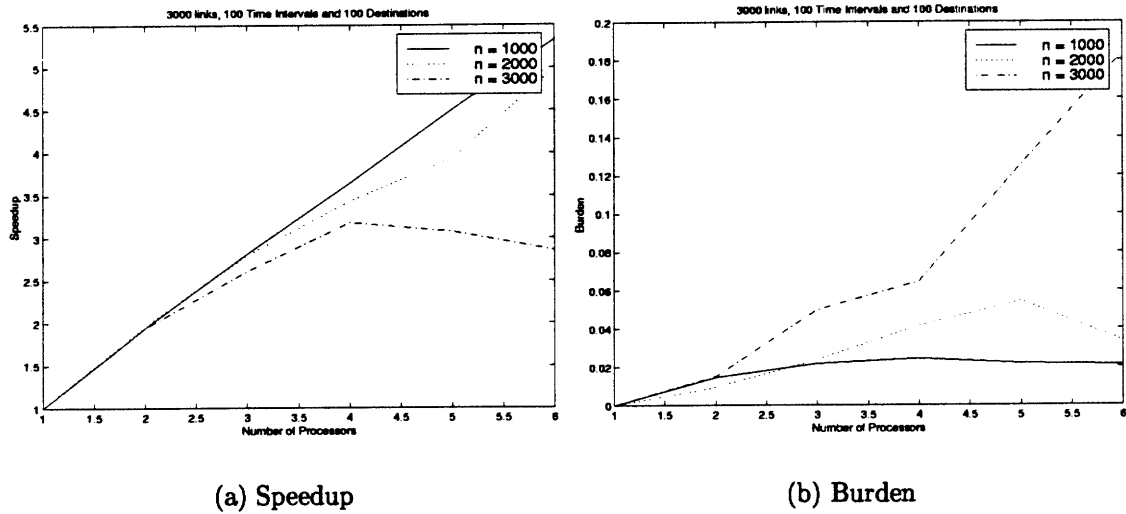 3000 links, 100 Time Intervals and 100 Destinations
n = 1000
n = 2000
n = 3000
Speedup
5.5
5
4.5
4
3.5
3
2.5
2
1.5
1
1 1.5 2 2.5 3 3.5 4 4.5 5 5.5 6
Number of Processors
(a) Speedup
3000 links, 100 Time Intervals and 100 Destinations
n = 1000
n = 2000
n = 3000
Burden
0.2
0.18
0.16
0.14
0.12
0.1
0.08
0.06
0.04
0.02
0
1 1.5 2 2.5 3 3.5 4 4.5 5 5.5 6
Number of Processors
(b) Burden